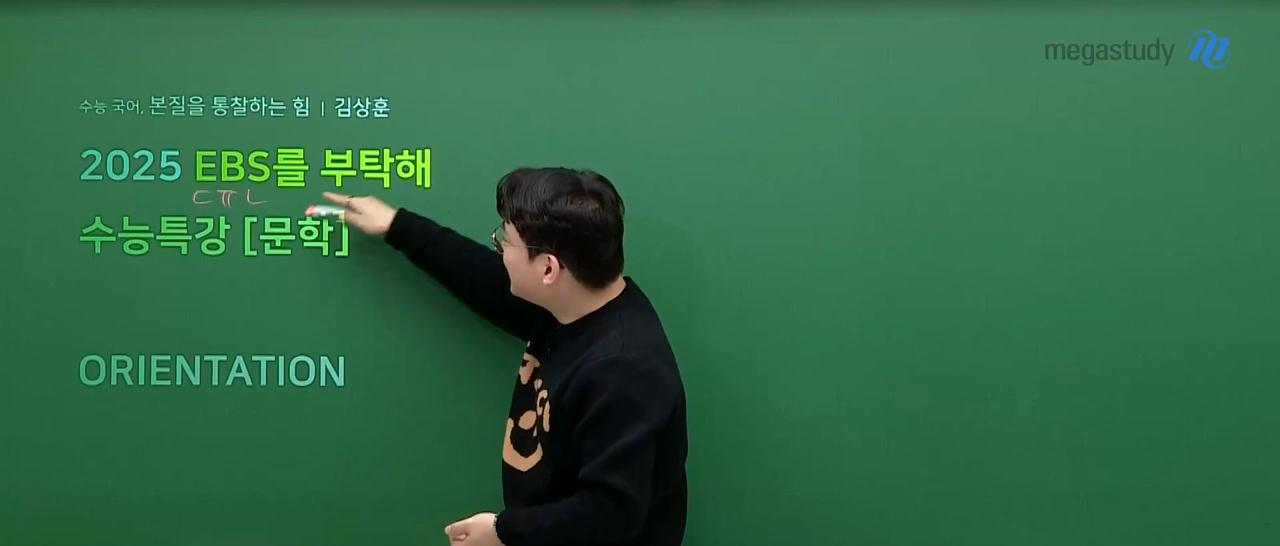 megastudy
수능 국어, 본질을 통찰하는 힘 | 김상훈
2025 EBS를 부탁해
ㄷㅠㄴ
수능특강 [문학]
ORIENTATION